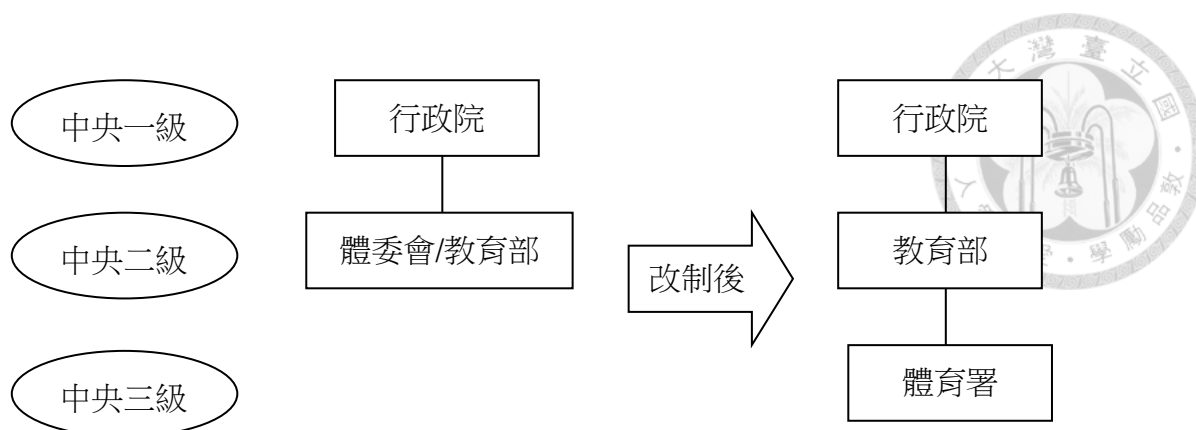 中央一級
行政院
行政院
中央二級
體委會/教育部
改制後
教育部
中央三級
體育署